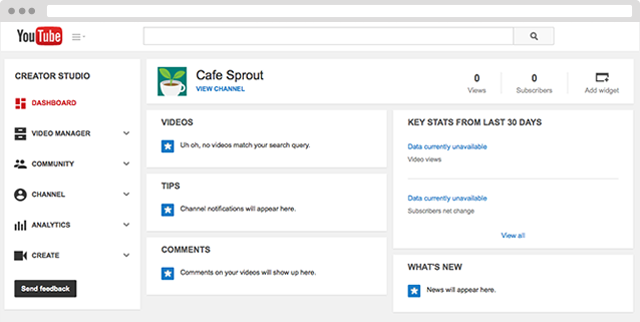 YouTube
CREATOR STUDIO
DASHBOARD
VIDEO MANAGER
COMMUNITY
CHANNEL
ANALYTICS
CREATE
Send feedback
Cafe Sprout
VIEW CHANNEL
0
Views
0
Subscribers
Add widget
VIDEOS
Uh oh, no videos match your search query.
TIPS
Channel notifications will appear here.
COMMENTS
Comments on your videos will show up here.
KEY STATS FROM LAST 30 DAYS
Data currently unavailable
Video views
Data currently unavailable
Subscribers net change
View all
WHAT'S NEW
News will appear here.